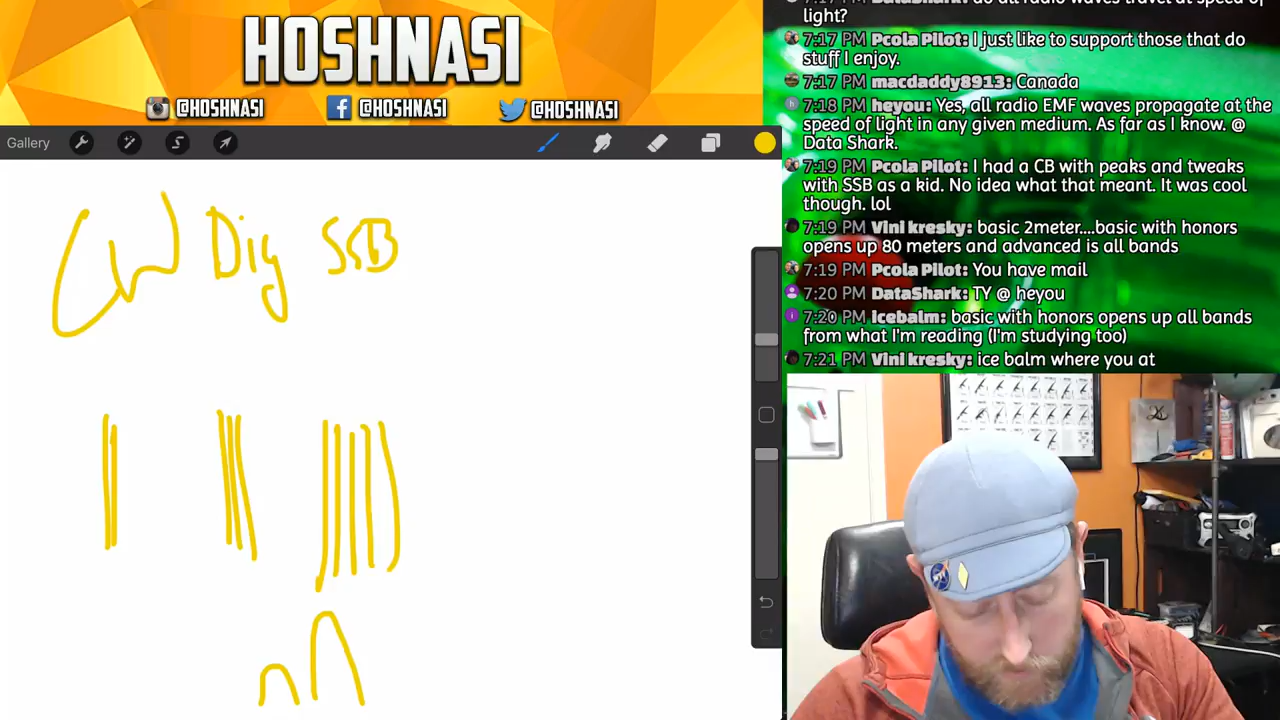 HOSHNASI
@HOSHNASI @HOSHNASI @HOSHNASI
Gallery
CW Dig SSB
light?
7:17 PM Pcola Pilot: I just like to support those that do
stuff I enjoy.
7:17 PM macdaddy8913: Canada
7:18 PM heyou: Yes, all radio EMF waves propagate at the
speed of light in any given medium. As far as I know. @
Data Shark.
7:19 PM Pcola Pilot: I had a CB with peaks and tweaks
with SSB as a kid. No idea what that meant. It was cool
though. lol
7:19 PM Vini kresky: basic 2meter....basic with honors
opens up 80 meters and advanced is all bands
7:19 PM Pcola Pilot: You have mail
7:20 PM DataShark: TY @ heyou
7:20 PM icebalm: basic with honors opens up all bands
from what I'm reading (I'm studying too)
7:21 PM Vini kresky: ice balm where you at